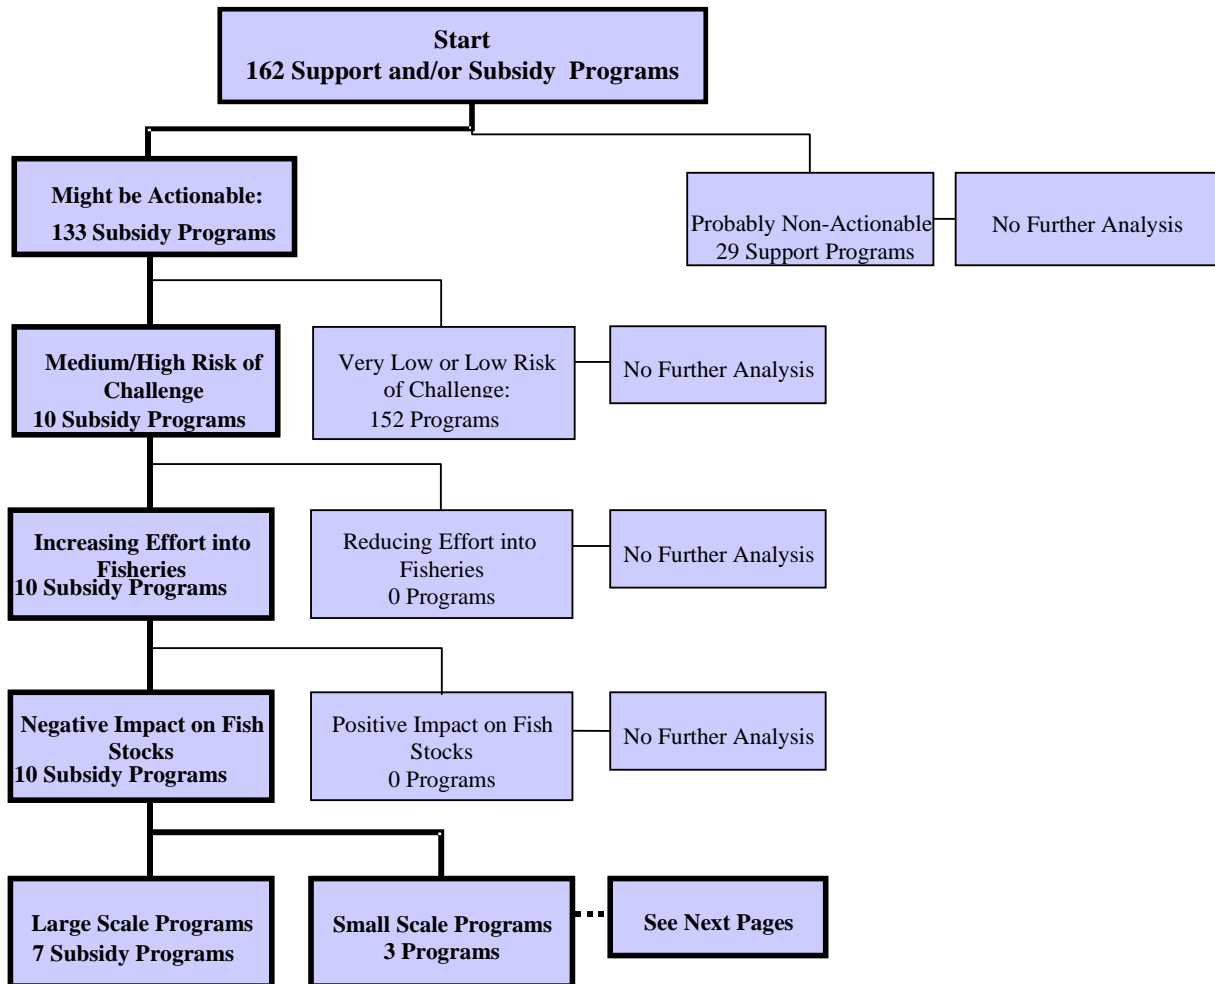 Start
162 Support and/or Subsidy Programs
Might be Actionable:
133 Subsidy Programs
Probably Non-Actionable
29 Support Programs
No Further Analysis
Medium/High Risk of
Challenge
10 Subsidy Programs
Very Low or Low Risk
of Challenge:
152 Programs
No Further Analysis
Increasing Effort into
Fisheries
10 Subsidy Programs
Reducing Effort into
Fisheries
0 Programs
No Further Analysis
Negative Impact on Fish
Stocks
10 Subsidy Programs
Positive Impact on Fish
Stocks
0 Programs
No Further Analysis
Large Scale Programs
7 Subsidy Programs
Small Scale Programs
3 Programs
See Next Pages